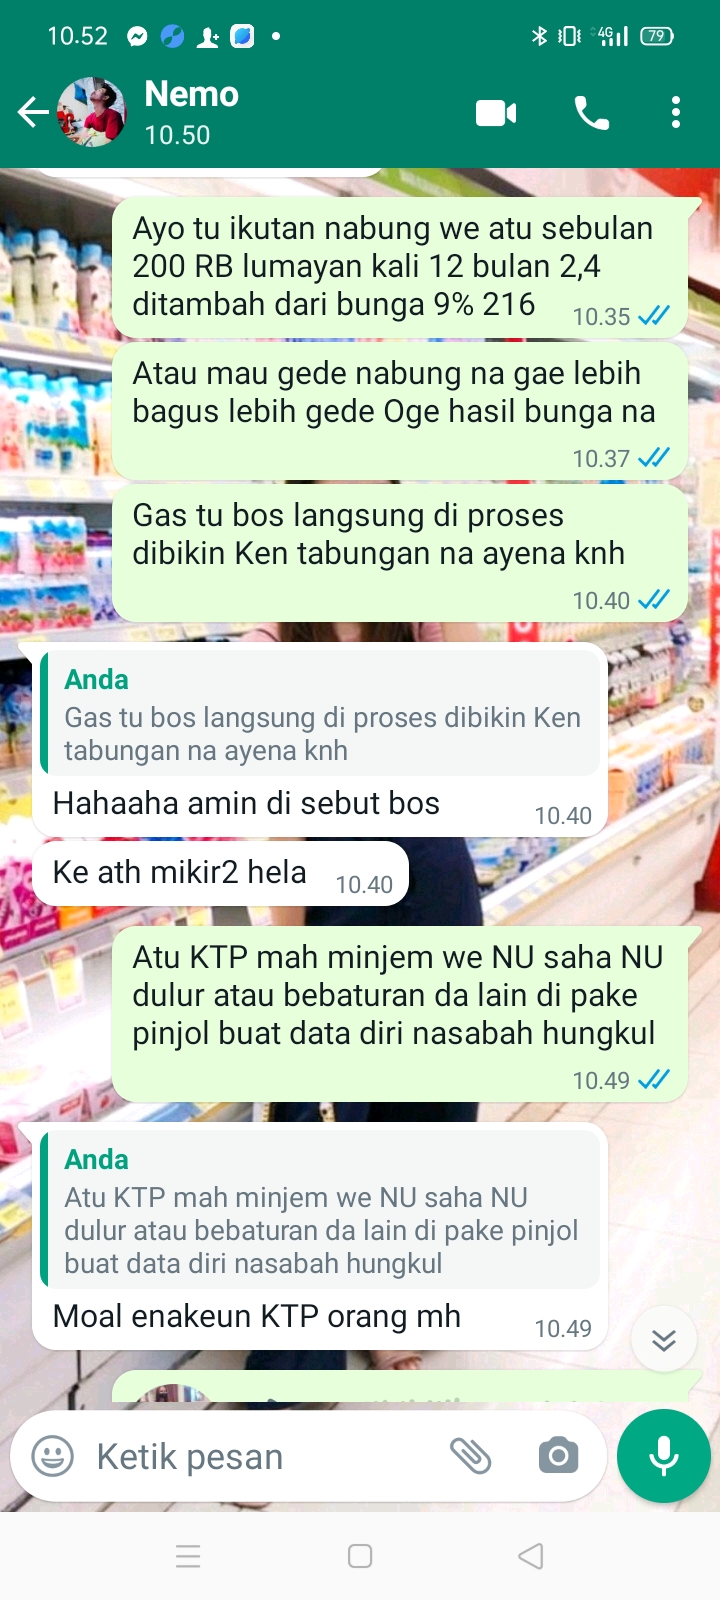 10.52
4G
79
Nemo
10.50
Ayo tu ikutan nabung we atu sebulan
200 RB lumayan kali 12 bulan 2,4
ditambah dari bunga 9% 216
10.35
Atau mau gede nabung na gae lebih
bagus lebih gede Oge hasil bunga na
10.37
Gas tu bos langsung di proses
dibikin Ken tabungan na ayena knh
10.40
Anda
Gas tu bos langsung di proses dibikin Ken
tabungan na ayena knh
Hahaaha amin di sebut bos
10.40
Ke ath mikir2 hela
10.40
Atu KTP mah minjem we NU saha NU
dulur atau bebaturan da lain di pake
pinjol buat data diri nasabah hungkul
10.49
Anda
Atu KTP mah minjem we NU saha NU
dulur atau bebaturan da lain di pake pinjol
buat data diri nasabah hungkul
Moal enakeun KTP orang mh
10.49
Ketik pesan